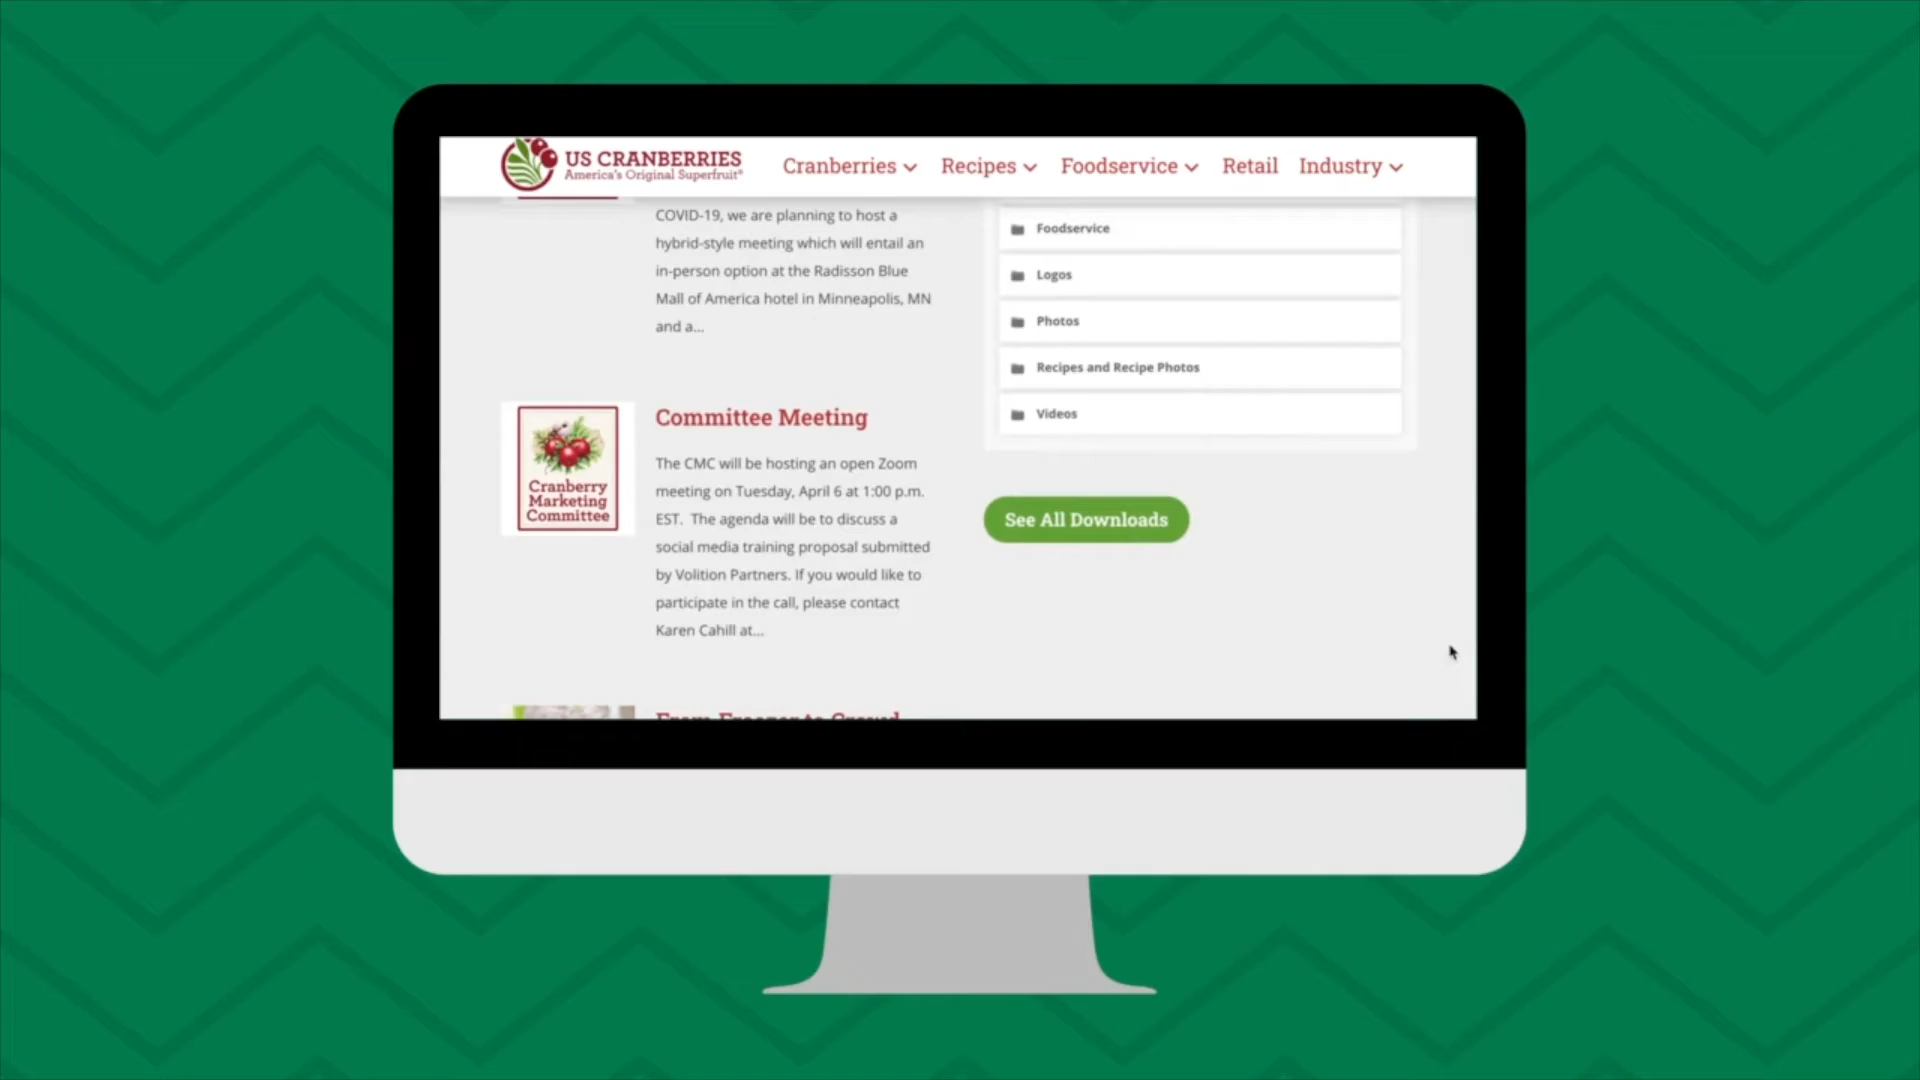 US CRANBERRIES
America's Original Superfruit®
Cranberries
Recipes
Foodservice
Retail
Industry
COVID-19, we are planning to host a
hybrid-style meeting which will entail an
in-person option at the Radisson Blue
Mall of America hotel in Minneapolis, MN
and a...
Cranberry
Marketing
Committee
Committee Meeting
The CMC will be hosting an open Zoom
meeting on Tuesday, April 6 at 1:00 p.m.
EST. The agenda will be to discuss a
social media training proposal submitted
by Volition Partners. If you would like to
participate in the call, please contact
Karen Cahill at...
From Freezer to Crowd
Foodservice
Logos
Photos
Recipes and Recipe Photos
Videos
See All Downloads